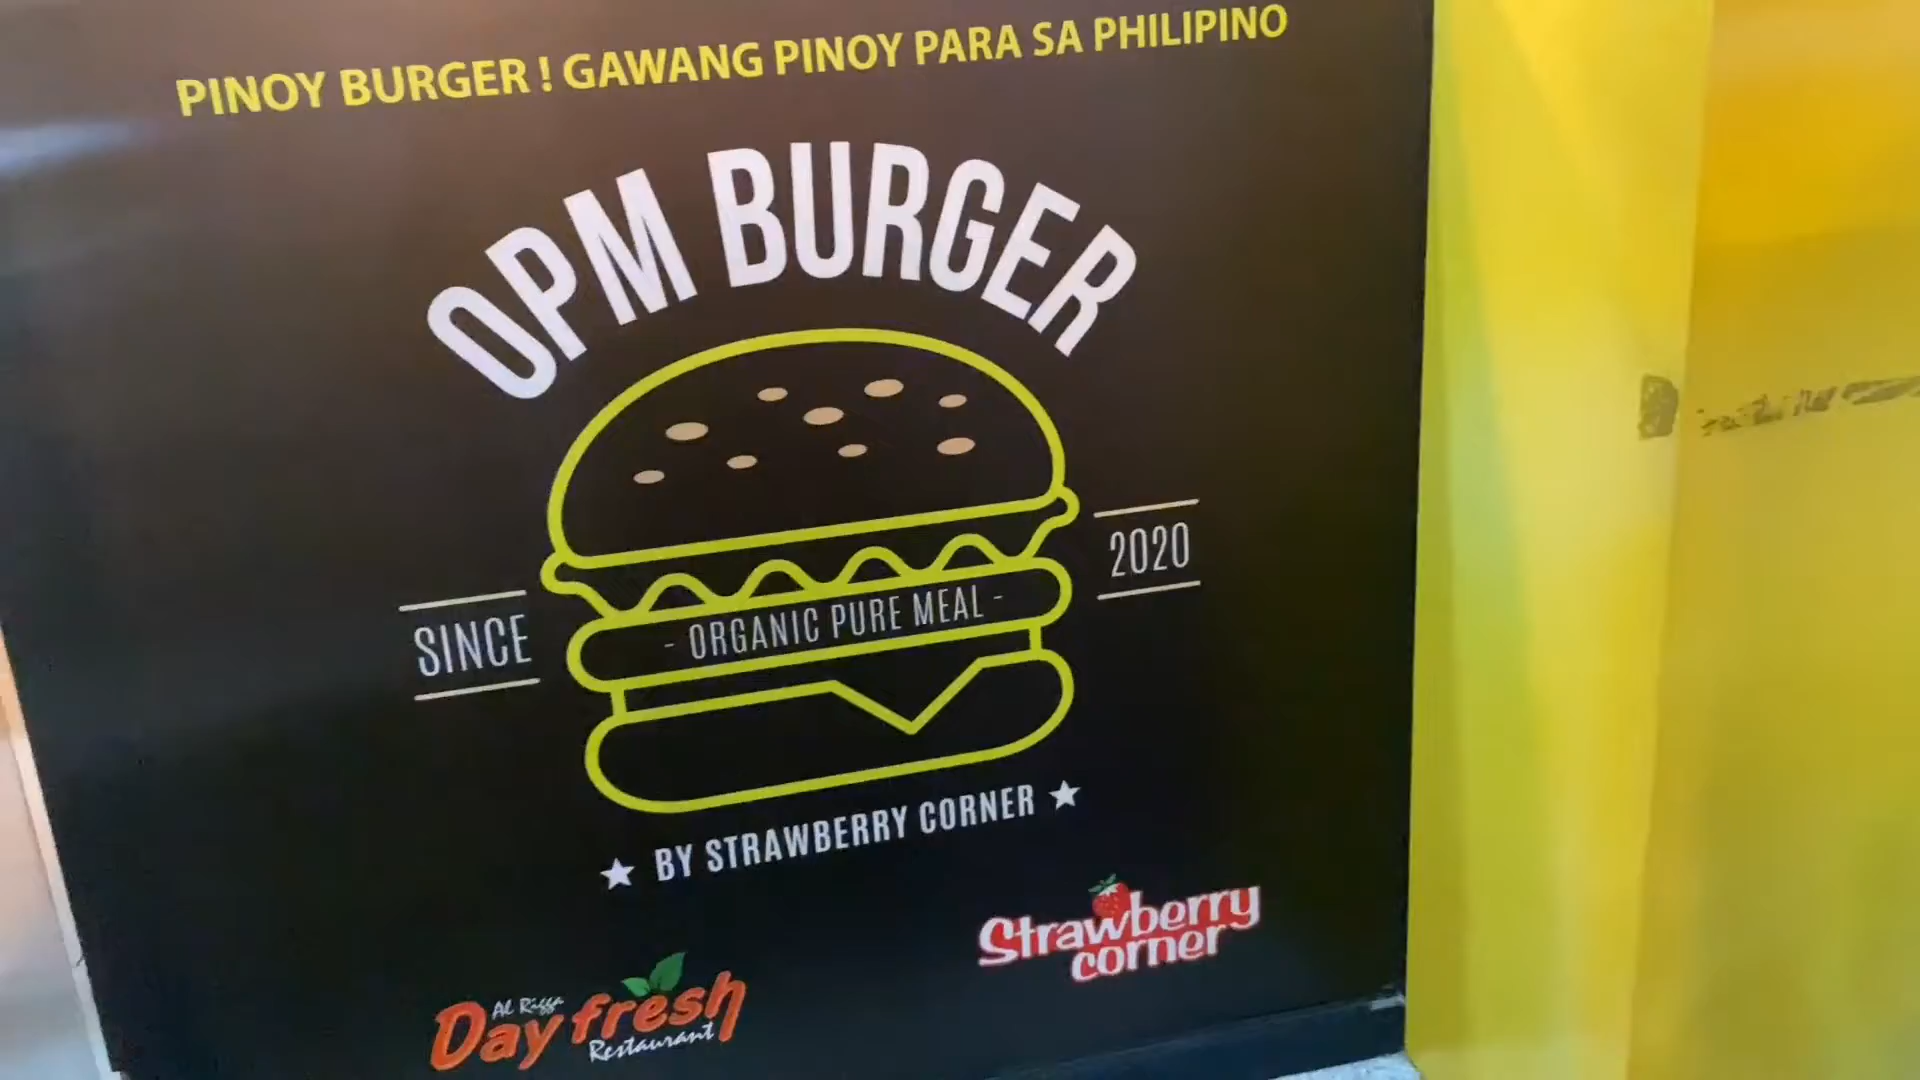 PINOY BURGER ! GAWANG PINOY PARA SA PHILIPINO
OPM BURGER
SINCE
2020
- ORGANIC PURE MEAL -
★ BY STRAWBERRY CORNER ★
Strawberry
corner
Al Rigga
Day fresh
Restaurant